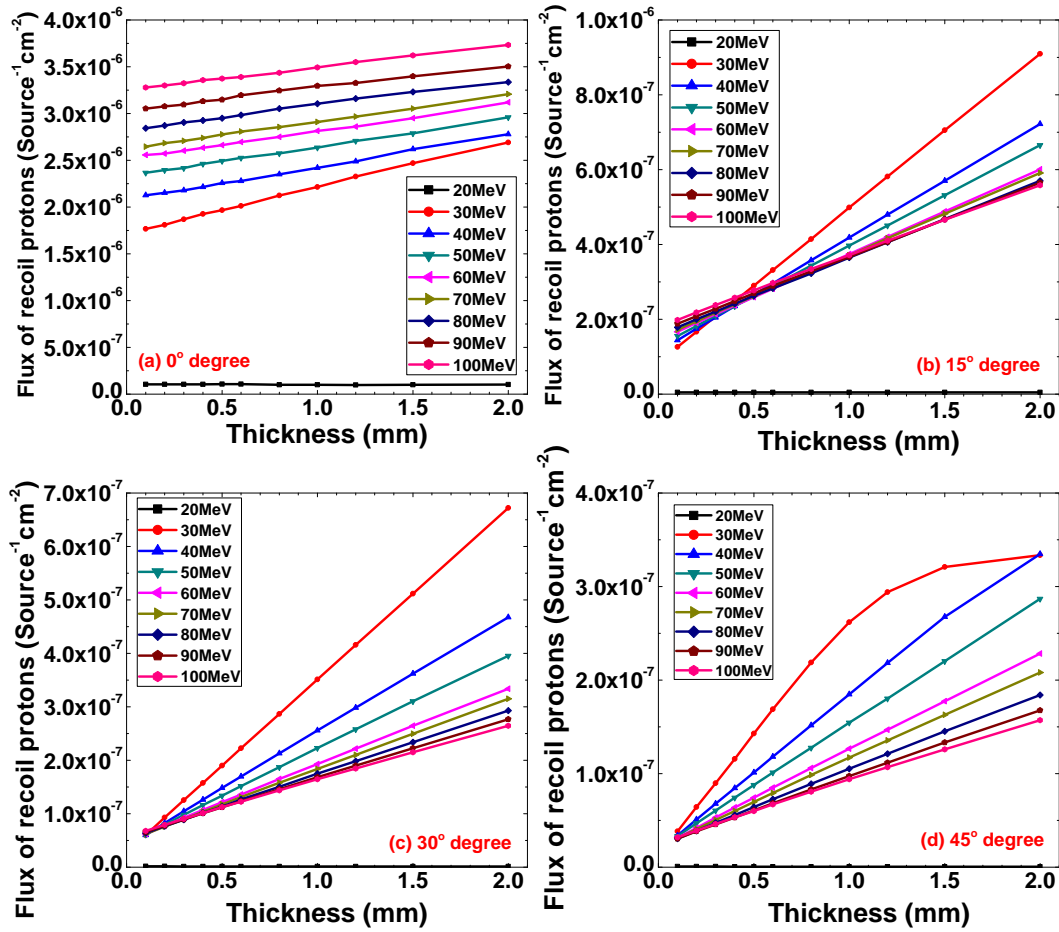 Flux of recoil protons (Source⁻¹ cm⁻²)
4.0x10⁻⁶
3.5x10⁻⁶
3.0x10⁻⁶
2.5x10⁻⁶
2.0x10⁻⁶
1.5x10⁻⁶
1.0x10⁻⁶
5.0x10⁻⁷
0.0
20MeV
30MeV
40MeV
50MeV
60MeV
70MeV
80MeV
90MeV
100MeV
(a) 0° degree
0.0 0.5 1.0 1.5 2.0
Thickness (mm)
Flux of recoil protons (Source⁻¹ cm⁻²)
1.0x10⁻⁶
8.0x10⁻⁷
6.0x10⁻⁷
4.0x10⁻⁷
2.0x10⁻⁷
0.0
20MeV
30MeV
40MeV
50MeV
60MeV
70MeV
80MeV
90MeV
100MeV
(b) 15° degree
0.0 0.5 1.0 1.5 2.0
Thickness (mm)
Flux of recoil protons (Source⁻¹cm⁻²)
7.0x10⁻⁷
6.0x10⁻⁷
5.0x10⁻⁷
4.0x10⁻⁷
3.0x10⁻⁷
2.0x10⁻⁷
1.0x10⁻⁷
0.0
20MeV
30MeV
40MeV
50MeV
60MeV
70MeV
80MeV
90MeV
100MeV
(c) 30° degree
0.0 0.5 1.0 1.5 2.0
Thickness (mm)
Flux of recoil protons (Source⁻¹cm⁻²)
4.0x10⁻⁷
3.0x10⁻⁷
2.0x10⁻⁷
1.0x10⁻⁷
0.0
20MeV
30MeV
40MeV
50MeV
60MeV
70MeV
80MeV
90MeV
100MeV
(d) 45° degree
0.0 0.5 1.0 1.5 2.0
Thickness (mm)